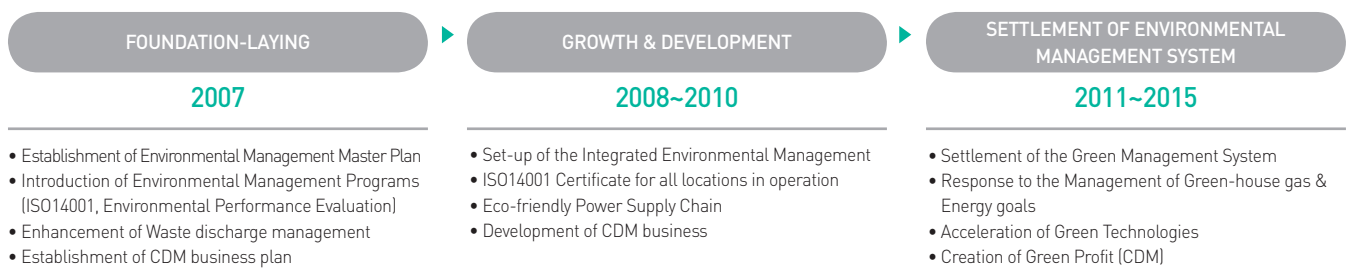 FOUNDATION-LAYING
2007
• Establishment of Environmental Management Master Plan
• Introduction of Environmental Management Programs
(ISO14001, Environmental Performance Evaluation)
• Enhancement of Waste discharge management
• Establishment of CDM business plan
GROWTH & DEVELOPMENT
2008~2010
• Set-up of the Integrated Environmental Management
• ISO14001 Certificate for all locations in operation
• Eco-friendly Power Supply Chain
• Development of CDM business
SETTLEMENT OF ENVIRONMENTAL
MANAGEMENT SYSTEM
2011~2015
• Settlement of the Green Management System
• Response to the Management of Green-house gas &
Energy goals
• Acceleration of Green Technologies
• Creation of Green Profit (CDM)